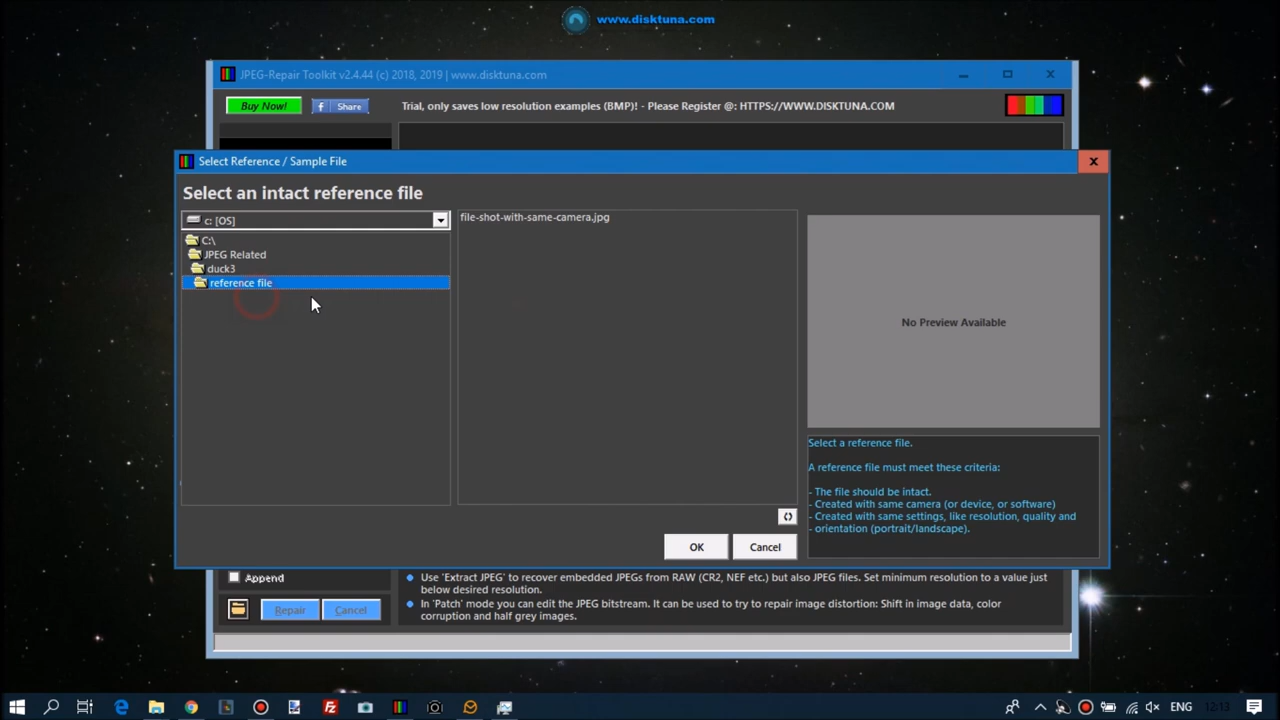 www.disktuna.com
JPEG-Repair Toolkit v2.4.44 (c) 2018, 2019 | www.disktuna.com
Buy Now!
f Share
Trial, only saves low resolution examples (BMP)! - Please Register @: HTTPS://WWW.DISKTUNA.COM
Select Reference / Sample File
Select an intact reference file
c: [OS]
file-shot-with-same-camera.jpg
C:\
JPEG Related
duck3
reference file
No Preview Available
Select a reference file.
A reference file must meet these criteria:
- The file should be intact.
- Created with same camera (or device, or software)
- Created with same settings, like resolution, quality and
- orientation (portrait/landscape).
OK
Cancel
Append
Use 'Extract JPEG' to recover embedded JPEGs from RAW (CR2, NEF etc.) but also JPEG files. Set minimum resolution to a value just
below desired resolution.
Repair
Cancel
In 'Patch' mode you can edit the JPEG bitstream. It can be used to try to repair image distortion: Shift in image data, color
corruption and half grey images.
ENG
12:13